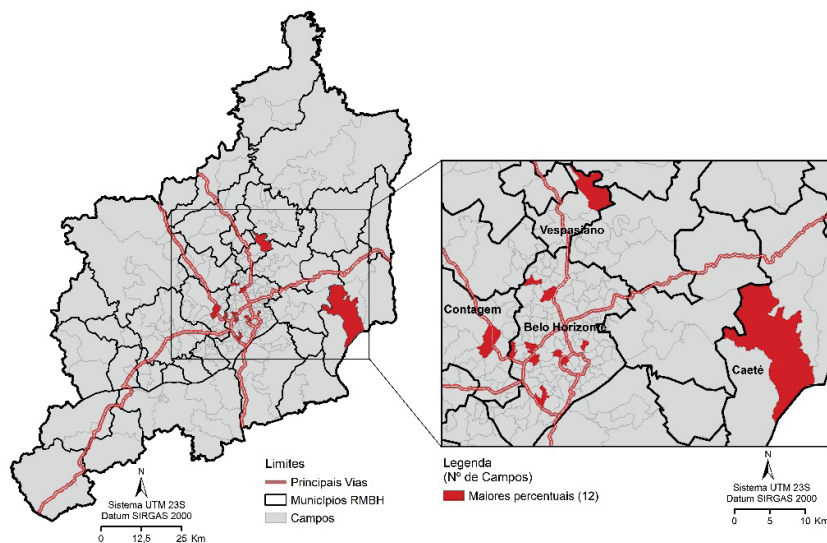 Vespasiano
Contagem
Belo Horizonte
Caeté
N
Sistema UTM 23S
Datum SIRGAS 2000
0 12,5 25 Km
Limites
Principais Vias
Municípios RMBH
Campos
Legenda
(Nº de Campos)
Maiores percentuais (12)
N
Sistema UTM 23S
Datum SIRGAS 2000
0 5 10 Km